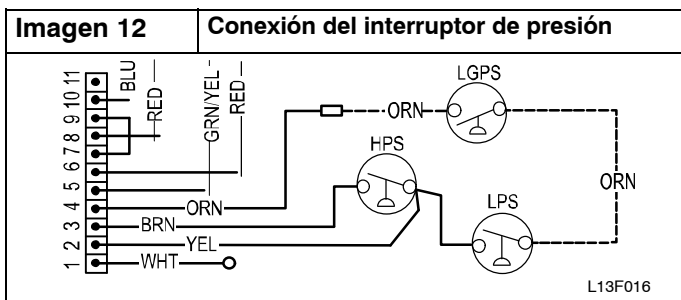 Imagen 12
Conexión del interruptor de presión
11
10
9
8
7
6
5
4
3
2
1
BLU
RED
GRN/YEL
RED
LGPS
ORN
HPS
ORN
LPS
ORN
BRN
YEL
WHT
L13F016